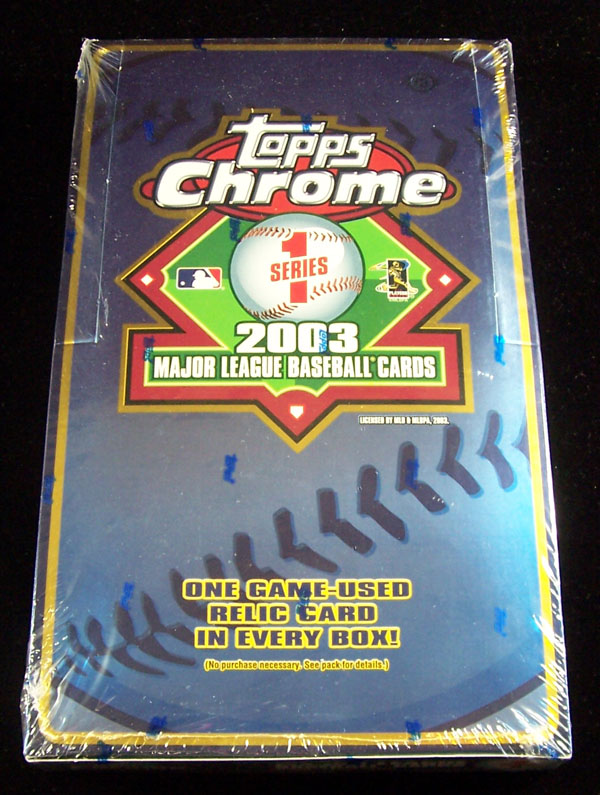 topps
Chrome
1
SERIES
2003
MAJOR LEAGUE BASEBALL CARDS
LICENSED BY MLB & MLBPA, 2003.
ONE GAME-USED
RELIC CARD
IN EVERY BOX!
(No purchase necessary. See pack for details.)